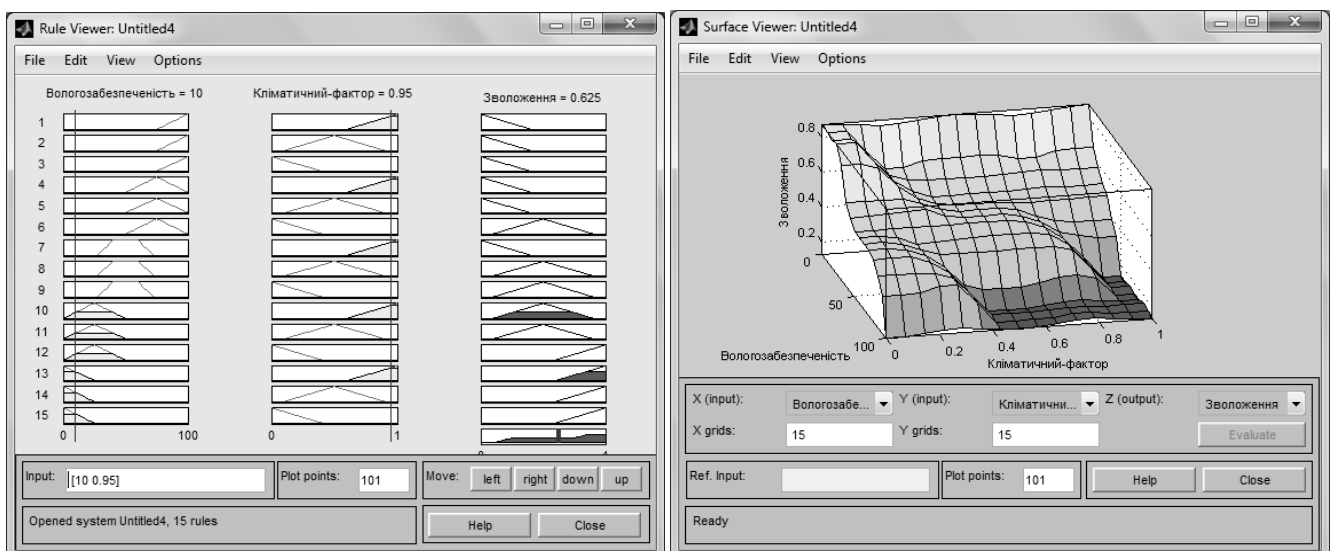 Rule Viewer: Untitled4
File Edit View Options
Вологозабезпеченість = 10 Кліматичний-фактор = 0.95 Зволоження = 0.625
1
2
3
4
5
6
7
8
9
10
11
12
13
14
15
0 100 0 1
Input: [10 0.95] Plot points: 101 Move: left right down up
Opened system Untitled4, 15 rules
Help Close
Surface Viewer: Untitled4
File Edit View Options
0.8
0.6
0.4
0.2
0
Зволоження
50
100
Вологозабезпеченість
0 0.2 0.4 0.6 0.8 1
Кліматичний-фактор
X (input): Вологозабе... Y (input): Кліматични... Z (output): Зволоження
X grids: 15 Y grids: 15 Evaluate
Ref. Input: Plot points: 101 Help Close
Ready